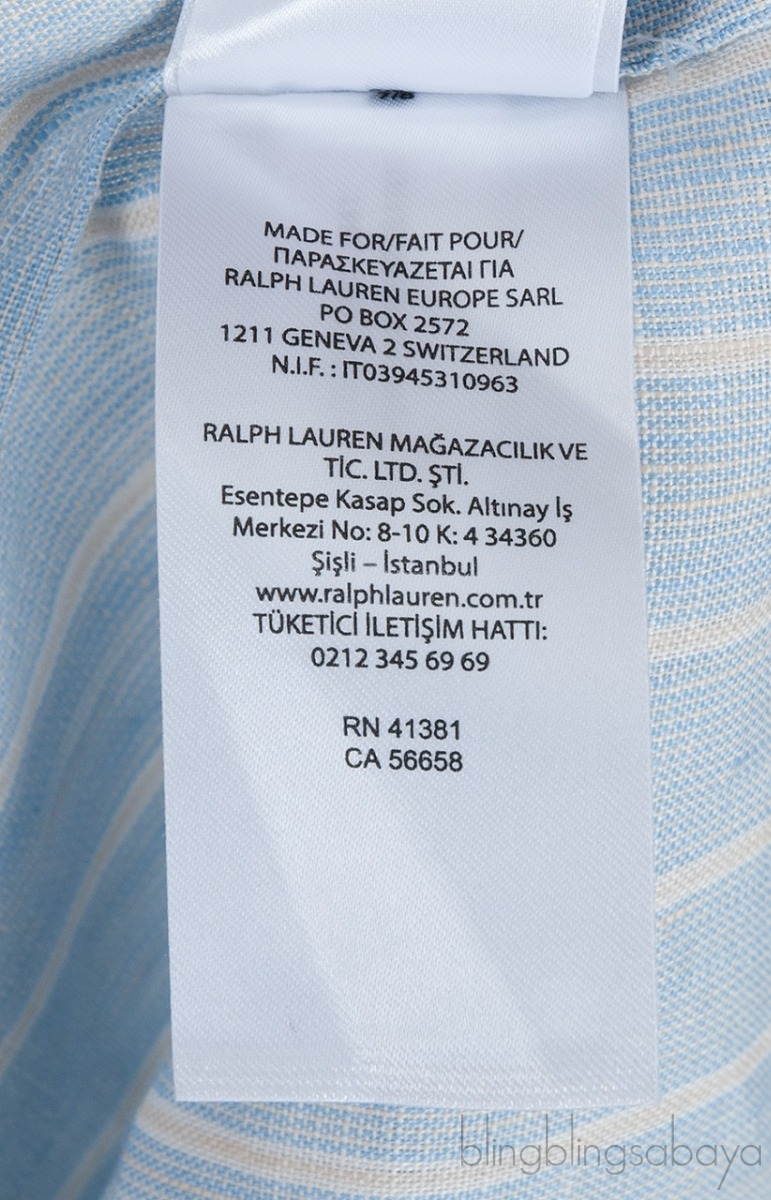 MADE FOR/FAIT POUR/
ΠΑΡΑΣΚΕΥΑΖΕΤΑΙ ΓΙΑ
RALPH LAUREN EUROPE SARL
PO BOX 2572
1211 GENEVA 2 SWITZERLAND
N.I.F. : IT03945310963
RALPH LAUREN MAĞAZACILIK VE
TİC. LTD. ŞTİ.
Esentepe Kasap Sok. Altınay İş
Merkezi No: 8-10 K: 4 34360
Şişli – İstanbul
www.ralphlauren.com.tr
TÜKETİCİ İLETİŞİM HATTI:
0212 345 69 69
RN 41381
CA 56658
blingblingsabaya